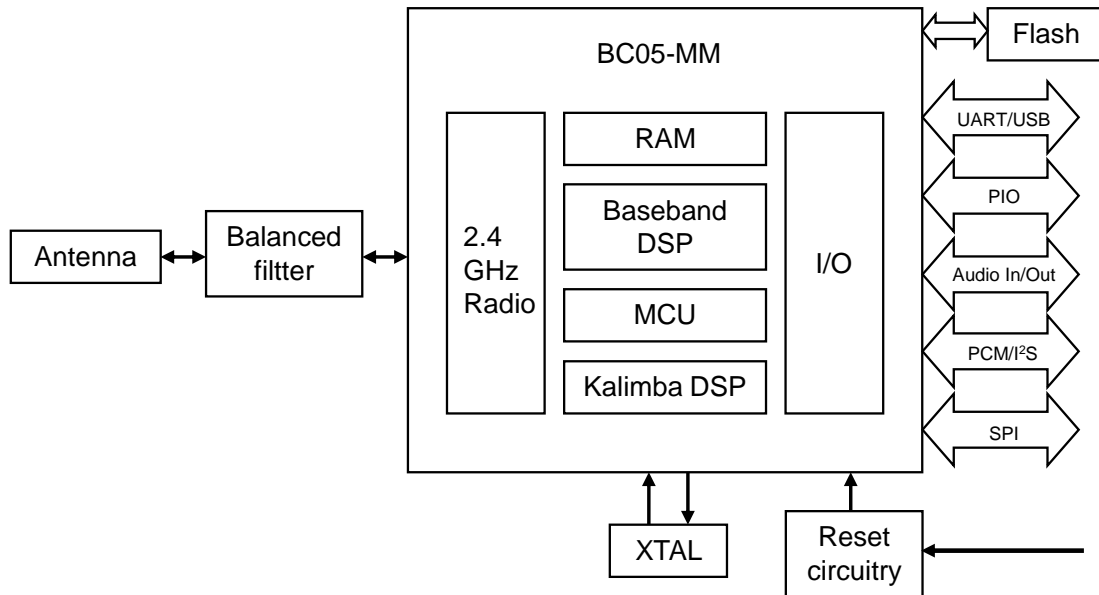 BC05-MM
Flash
RAM
Baseband
DSP
MCU
Kalimba DSP
2.4
GHz
Radio
I/O
UART/USB
PIO
Audio In/Out
PCM/I²S
SPI
Antenna
Balanced
filtter
XTAL
Reset
circuitry